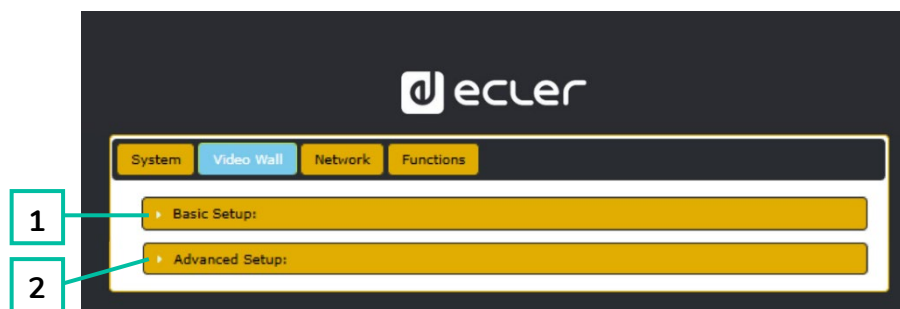 ecler
System Video Wall Network Functions
1 Basic Setup:
2 Advanced Setup: